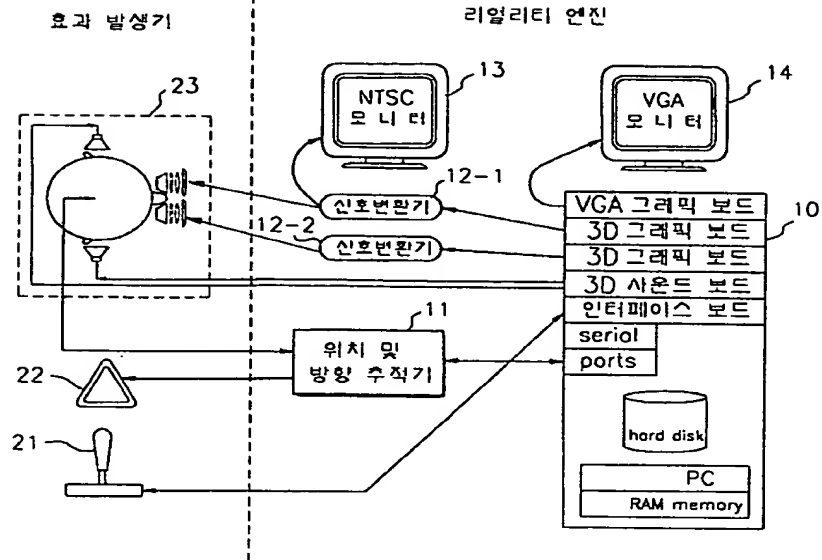 효과 발생기
리얼리티 엔진
23
13
14
NTSC
모 니 터
VGA
모 니 터
12-1
신호변환기
12-2
신호변환기
VGA 그래픽 보드
10
3D 그래픽 보드
3D 그래픽 보드
3D 사운드 보드
인터페이스 보드
serial
ports
11
위치 및
방향 추적기
22
21
hard disk
PC
RAM memory